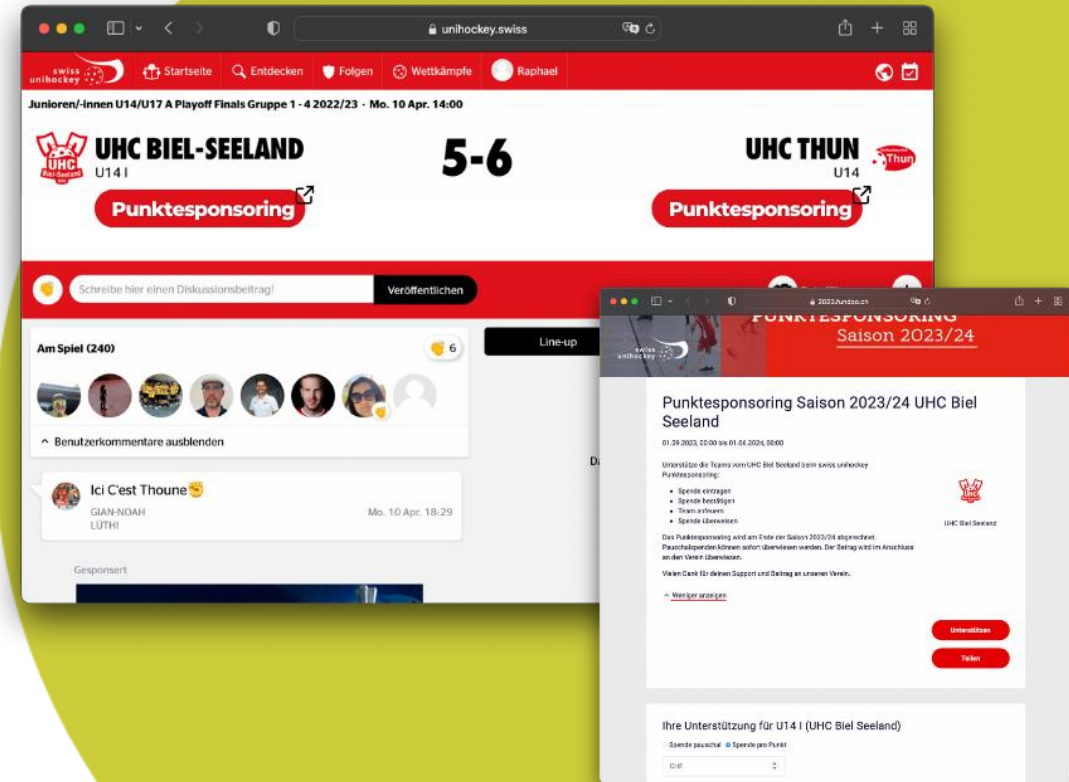 unihockey.swiss
swiss unihockey
Startseite
Entdecken
Folgen
Wettkämpfe
Raphael
Junioren/-innen U14/U17 A Playoff Finals Gruppe 1 - 4 2022/23 · Mo. 10 Apr. 14:00
UHC BIEL-SEELAND
U14 I
5-6
UHC THUN
U14
UHC
Biel-Seeland
Thun
Punktesponsoring
Punktesponsoring
Schreibe hier einen Diskussionsbeitrag!
Veröffentlichen
Am Spiel (240)
6
Line-up
Benutzerkommentare ausblenden
Ici C'est Thoune
GIAN-NOAH
LÜTHI
Mo. 10 Apr. 18:29
Gesponsert
PUNKTESPONSORING
Saison 2023/24
swiss unihockey
Punktesponsoring Saison 2023/24 UHC Biel
Seeland
01.09.2023, 00:00 bis 01.06.2024, 00:00
Unterstütze die Teams vom UHC Biel Seeland beim swiss unihockey
Punktesponsoring:
Spende eintragen
Spende bestätigen
Team anfeuern
Spende überweisen
UHC Biel Seeland
Das Punktesponsoring wird am Ende der Saison 2023/24 abgerechnet.
Pauschalspenden können sofort überwiesen werden. Der Betrag wird im Anschluss
an den Verein überwiesen.
Vielen Dank für deinen Support und Beitrag an unseren Verein.
Weniger anzeigen
Unterstützen
Teilen
Ihre Unterstützung für U14 I (UHC Biel Seeland)
Spende pauschal
Spende pro Punkt
CHF